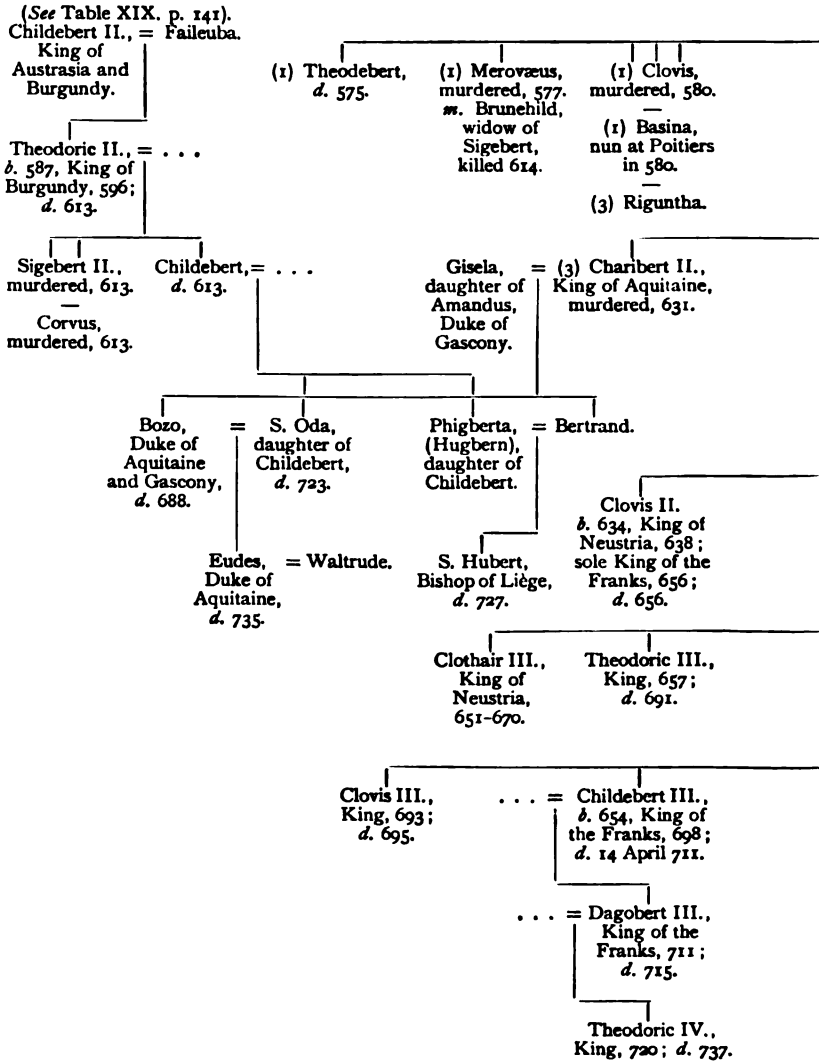 (See Table XIX. p. 141).
Childebert II., = Faileuba.
King of
Austrasia and
Burgundy.
(1) Theodebert,
d. 575.
(1) Merovæus,
murdered, 577.
m. Brunehild,
widow of
Sigebert,
killed 614.
(1) Clovis,
murdered, 580.
—
(1) Basina,
nun at Poitiers
in 580.
—
(3) Riguntha.
Theodoric II., = . . .
b. 587, King of
Burgundy, 596;
d. 613.
Sigebert II.,
murdered, 613.
—
Corvus,
murdered, 613.
Childebert, = . . .
d. 613.
Gisela, = (3) Charibert II.,
daughter of
Amandus,
Duke of
Gascony.
King of Aquitaine,
murdered, 631.
Bozo, = S. Oda,
Duke of
Aquitaine
and Gascony,
d. 688.
daughter of
Childebert,
d. 723.
Phigberta, = Bertrand.
(Hugbern),
daughter of
Childebert.
Clovis II.
b. 634, King of
Neustria, 638;
sole King of the
Franks, 656;
d. 656.
Eudes, = Waltrude.
Duke of
Aquitaine,
d. 735.
S. Hubert,
Bishop of Liège,
d. 727.
Clothair III.,
King of
Neustria,
651-670.
Theodoric III.,
King, 657;
d. 691.
Clovis III.,
King, 693;
d. 695.
. . . = Childebert III.,
b. 654, King of
the Franks, 698;
d. 14 April 711.
. . . = Dagobert III.,
King of the
Franks, 711;
d. 715.
Theodoric IV.,
King, 720; d. 737.